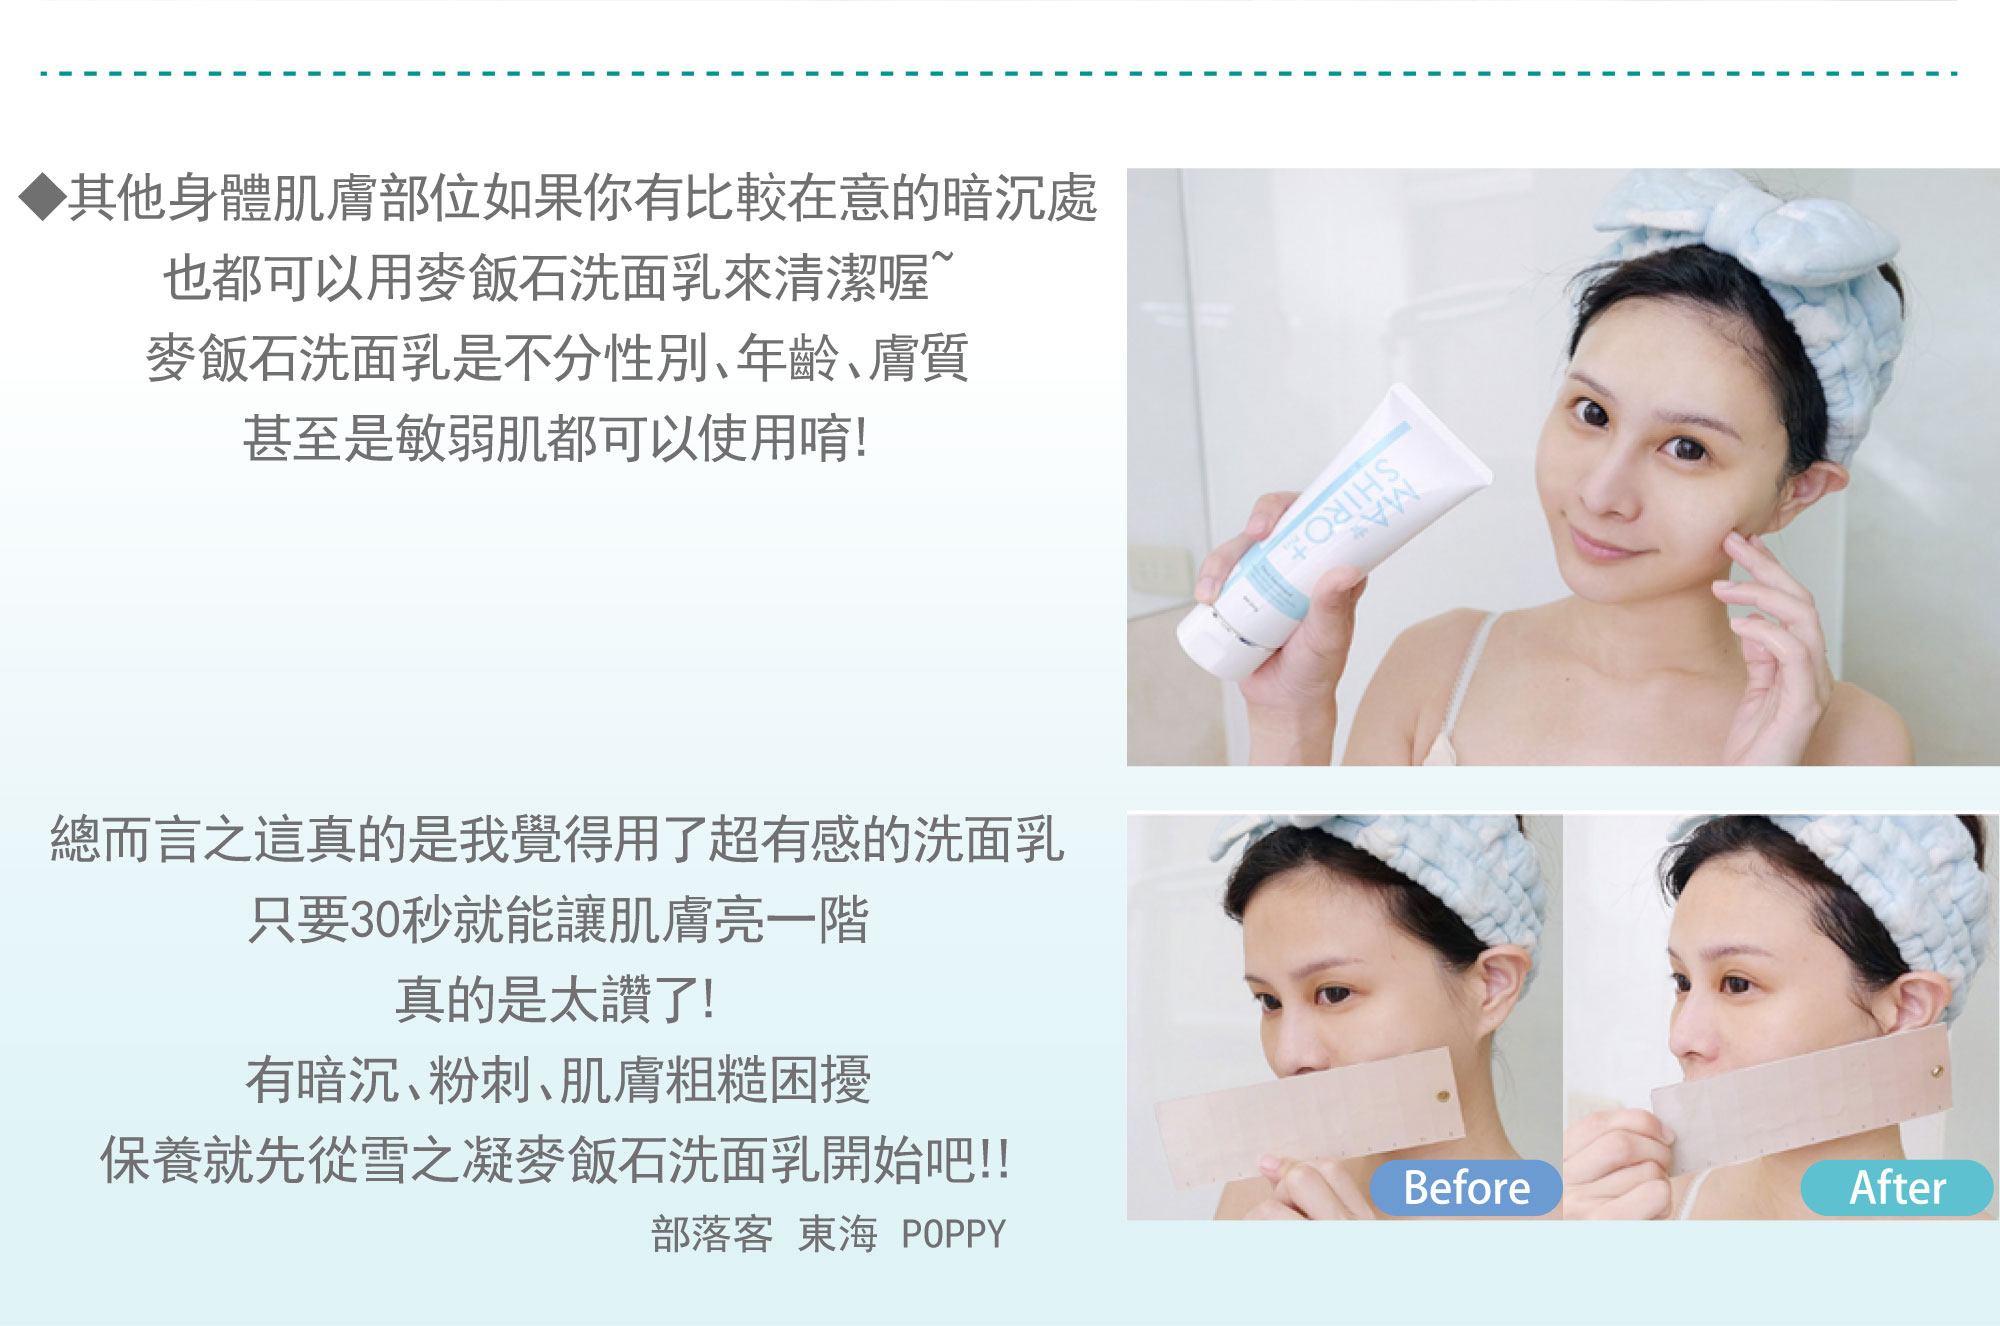 ◆其他身體肌膚部位如果你有比較在意的暗沉處
也都可以用麥飯石洗面乳來清潔喔~
麥飯石洗面乳是不分性別、年齡、膚質
甚至是敏弱肌都可以使用唷!
MA
SHIRO+
總而言之這真的是我覺得用了超有感的洗面乳
只要30秒就能讓肌膚亮一階
真的是太讚了!
有暗沉、粉刺、肌膚粗糙困擾
保養就先從雪之凝麥飯石洗面乳開始吧!!
部落客 東海 POPPY
Before
After